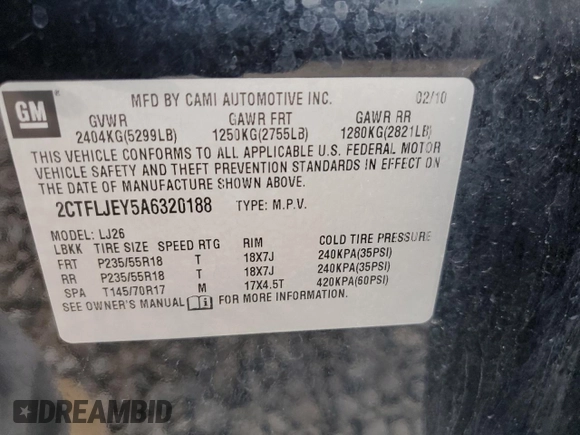 GM
MFD BY CAMI AUTOMOTIVE INC. 02/10
GVWR GAWR FRT GAWR RR
2404KG(5299LB) 1250KG(2755LB) 1280KG(2821LB)
THIS VEHICLE CONFORMS TO ALL APPLICABLE U.S. FEDERAL MOTOR
VEHICLE SAFETY AND THEFT PREVENTION STANDARDS IN EFFECT ON
THE DATE OF MANUFACTURE SHOWN ABOVE.
2CTFLJEY5A6320188 TYPE: M.P.V.
MODEL: LJ26
LBKK TIRE SIZE SPEED RTG RIM COLD TIRE PRESSURE
FRT P235/55R18 T 18X7J 240KPA(35PSI)
RR P235/55R18 T 18X7J 240KPA(35PSI)
SPA T145/70R17 M 17X4.5T 420KPA(60PSI)
SEE OWNER'S MANUAL i FOR MORE INFORMATION.
DREAMBID